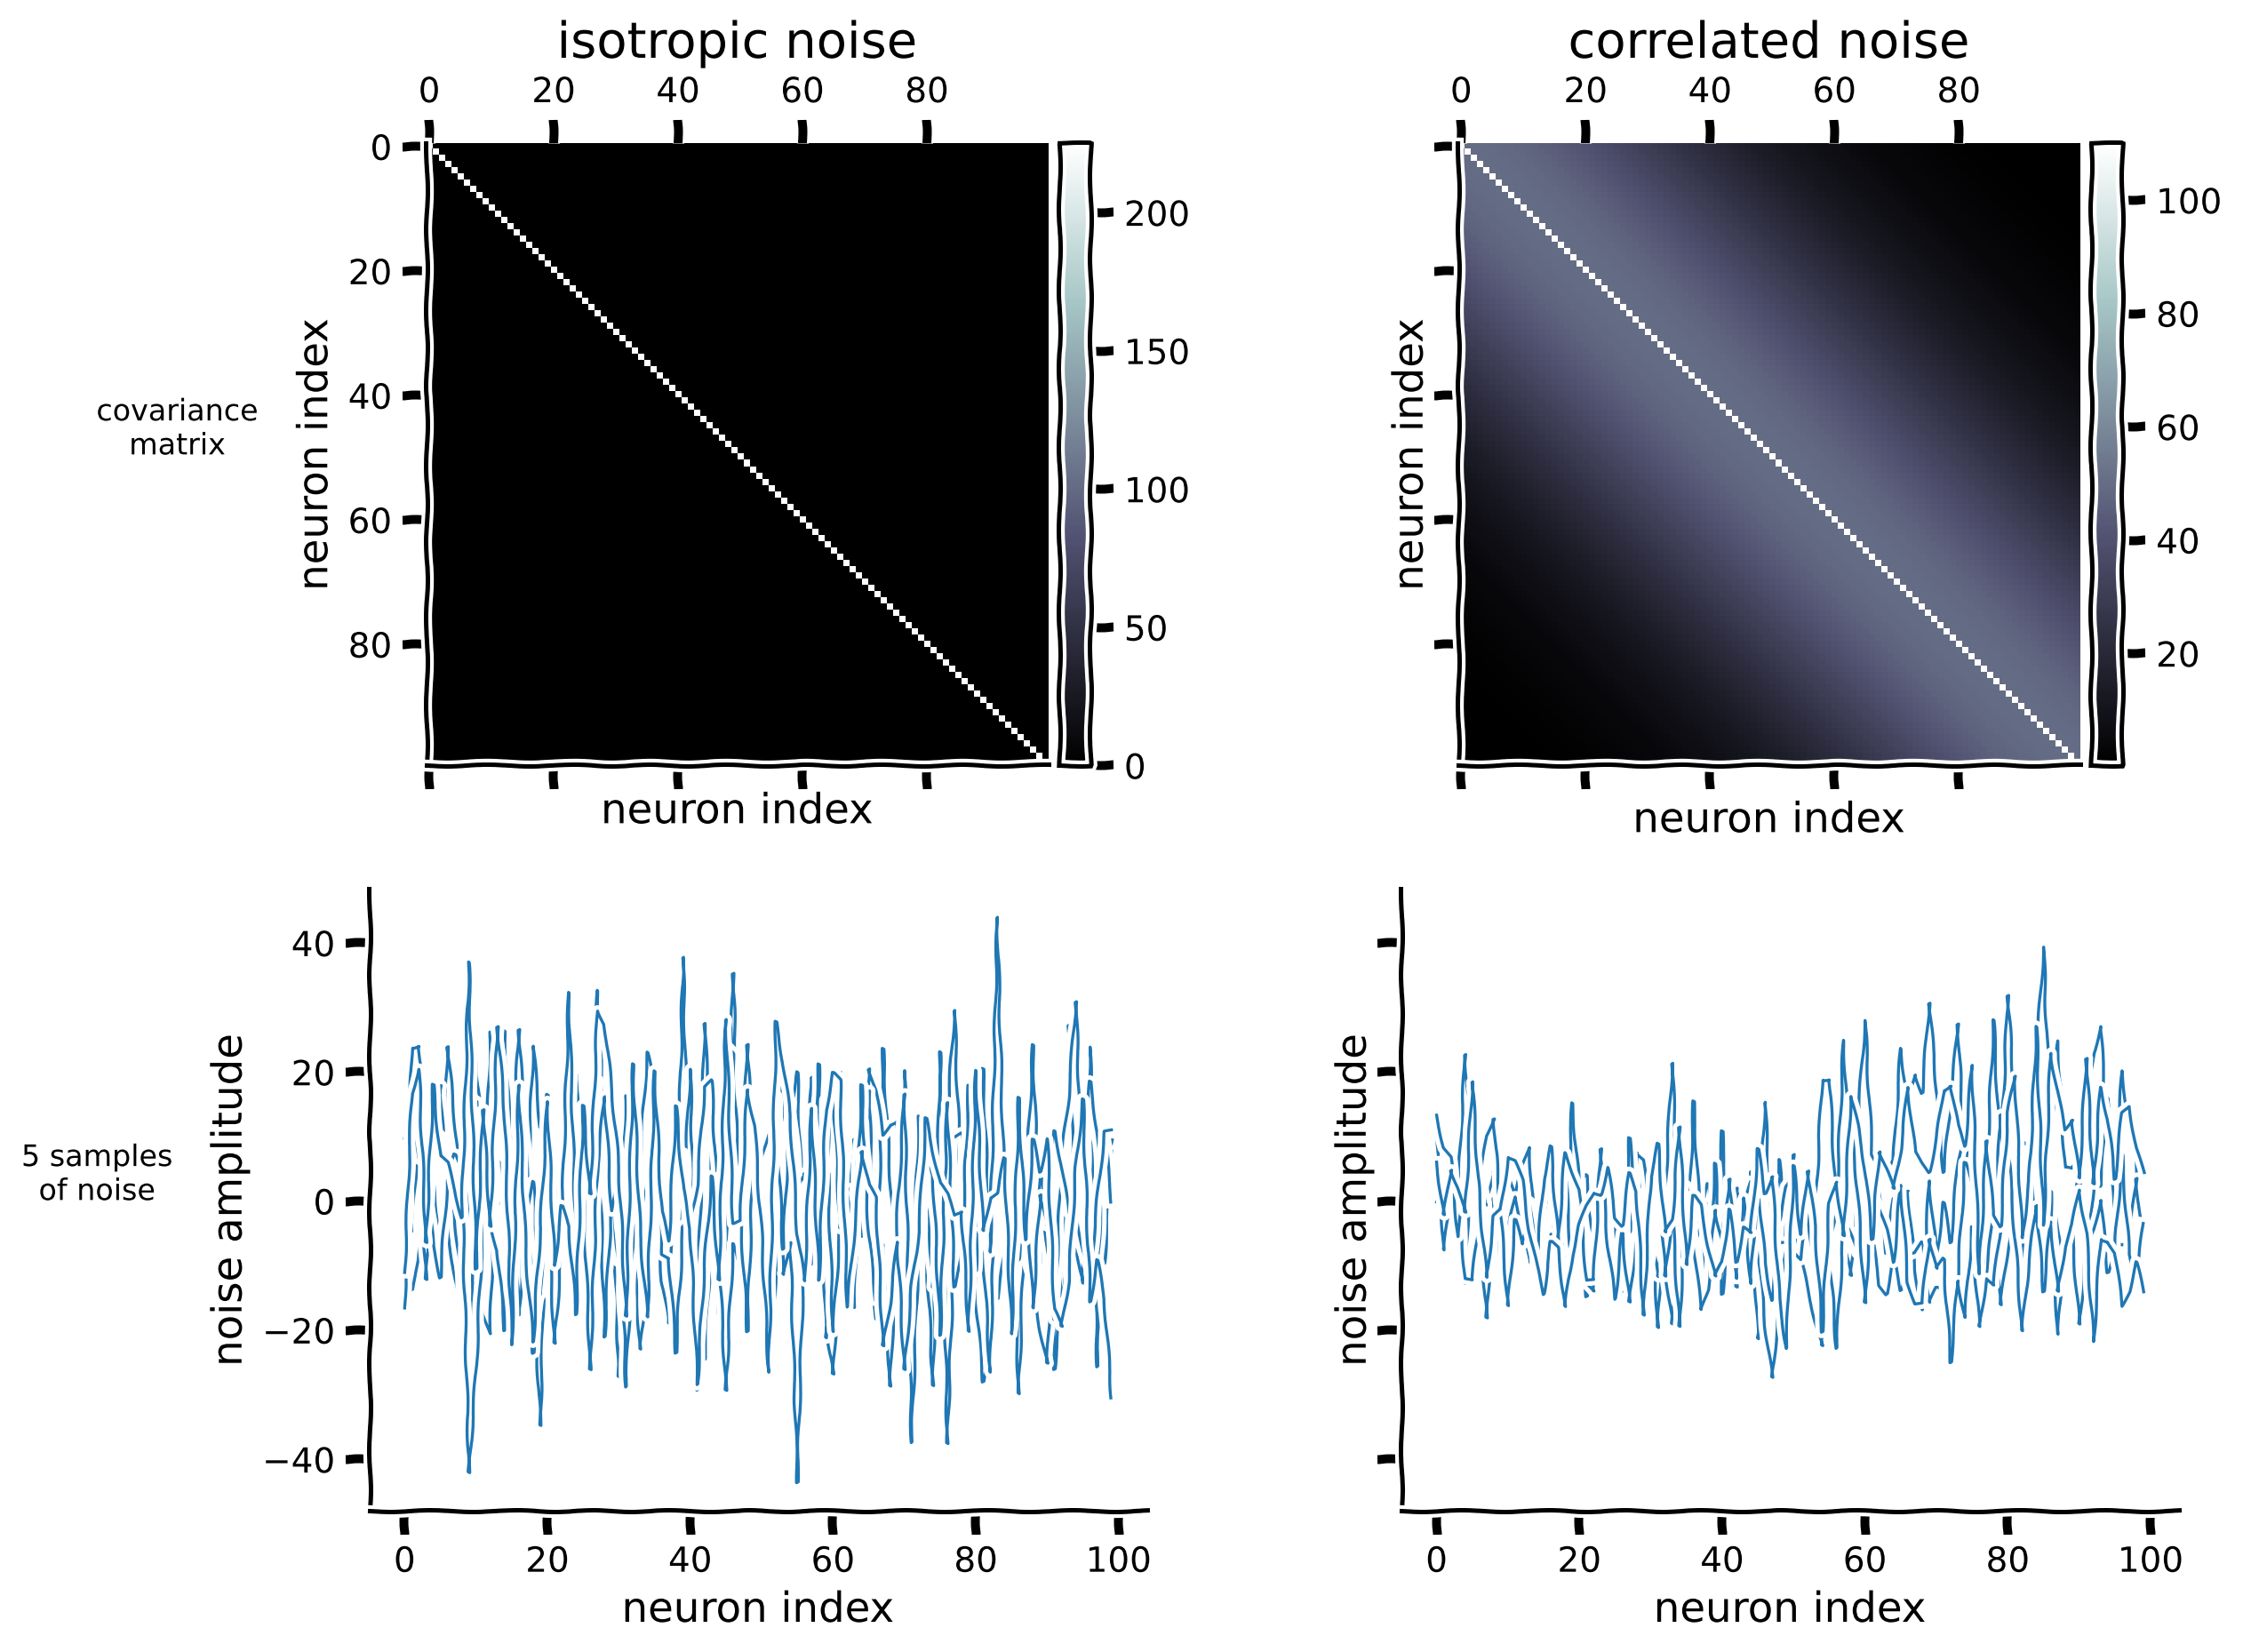 isotropic noise
0 20 40 60 80
0
20
40
60
80
neuron index
covariance
matrix
200
150
100
50
0
neuron index
correlated noise
0 20 40 60 80
neuron index
100
80
60
40
20
neuron index
5 samples
of noise
noise amplitude
40
20
0
−20
−40
0 20 40 60 80 100
neuron index
noise amplitude
0 20 40 60 80 100
neuron index